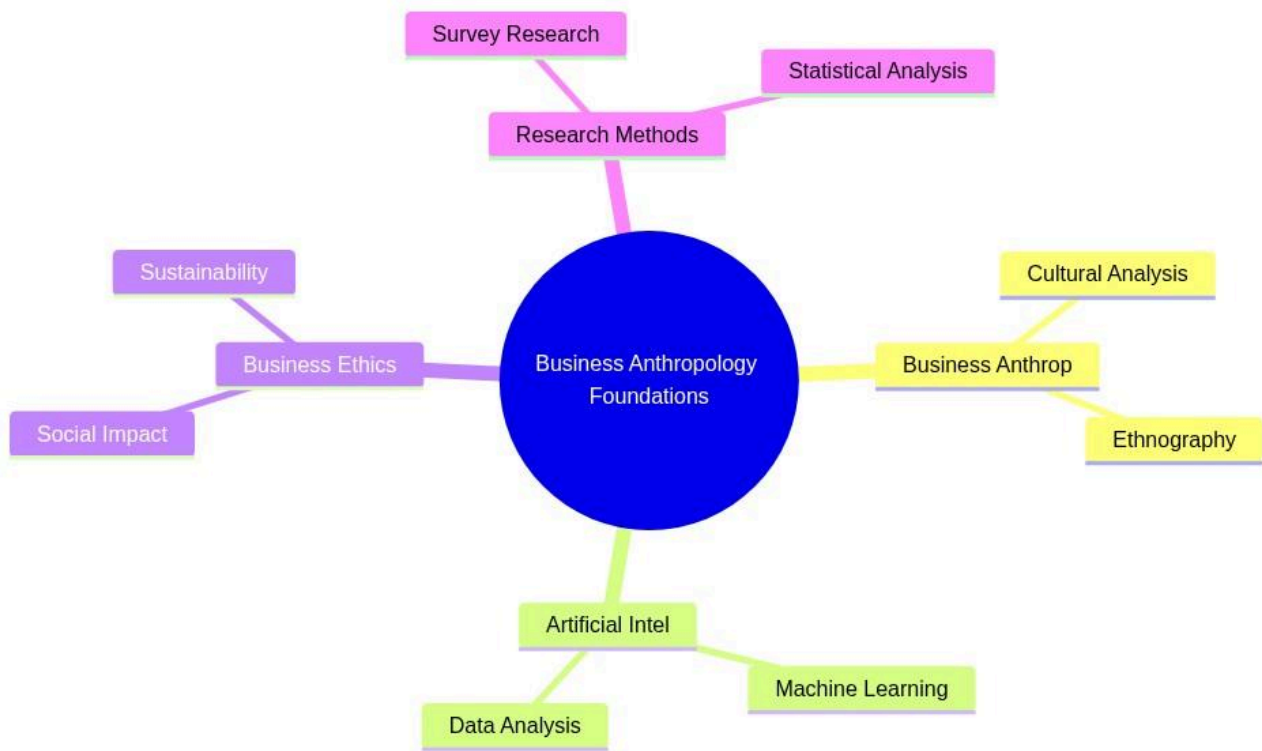 Survey Research
Statistical Analysis
Research Methods
Sustainability
Cultural Analysis
Business Ethics
Business Anthropology
Foundations
Business Anthrop
Social Impact
Ethnography
Artificial Intel
Machine Learning
Data Analysis